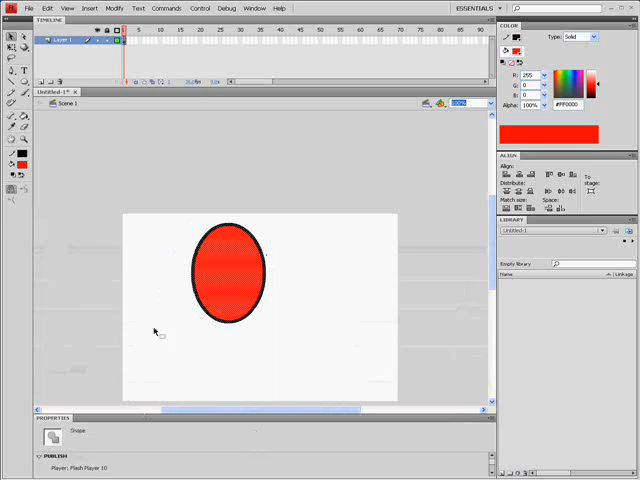 FL File Edit View Insert Modify Text Commands Control Debug Window Help ESSENTIALS
TIMELINE
Layer 1
1 5 10 15 20 25 30 35 40 45 50 55 60 65 70 75 80 85 90
Untitled-1*
Scene 1
100%
PROPERTIES
Shape
PUBLISH
Player: Flash Player 10
COLOR
Type: Solid
R: 255
G: 0
B: 0
Alpha: 100% #FF0000
ALIGN
Align:
Distribute:
Match size: Space:
To
stage:
LIBRARY
Untitled-1
Empty library
Name Linkage